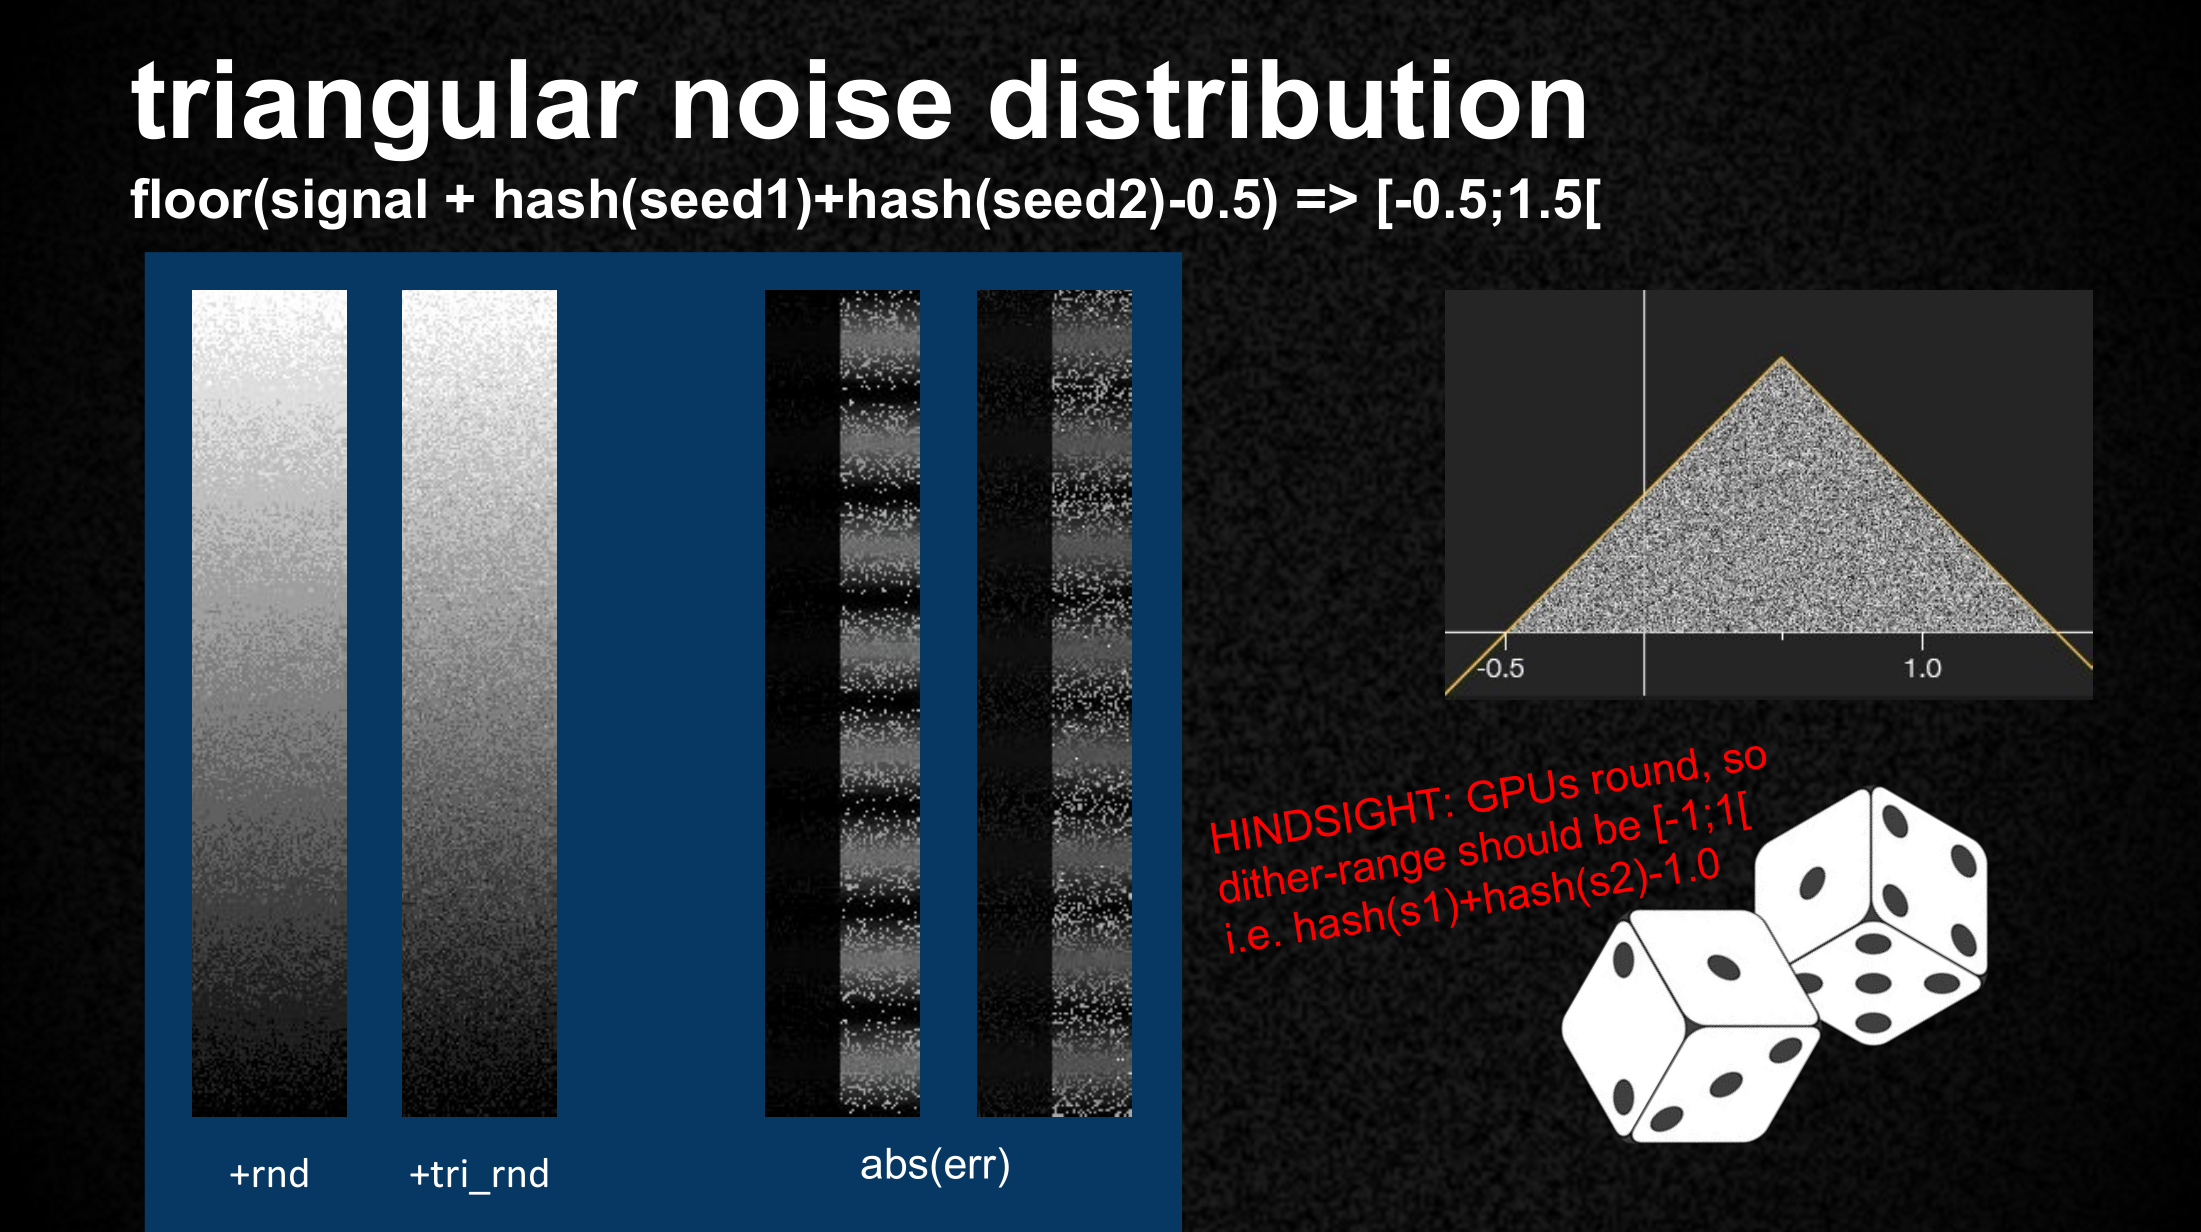 triangular noise distribution
floor(signal + hash(seed1)+hash(seed2)-0.5) => [-0.5;1.5[
-0.5
1.0
HINDSIGHT: GPUs round, so
dither-range should be [-1;1[
i.e. hash(s1)+hash(s2)-1.0
+rnd
+tri_rnd
abs(err)